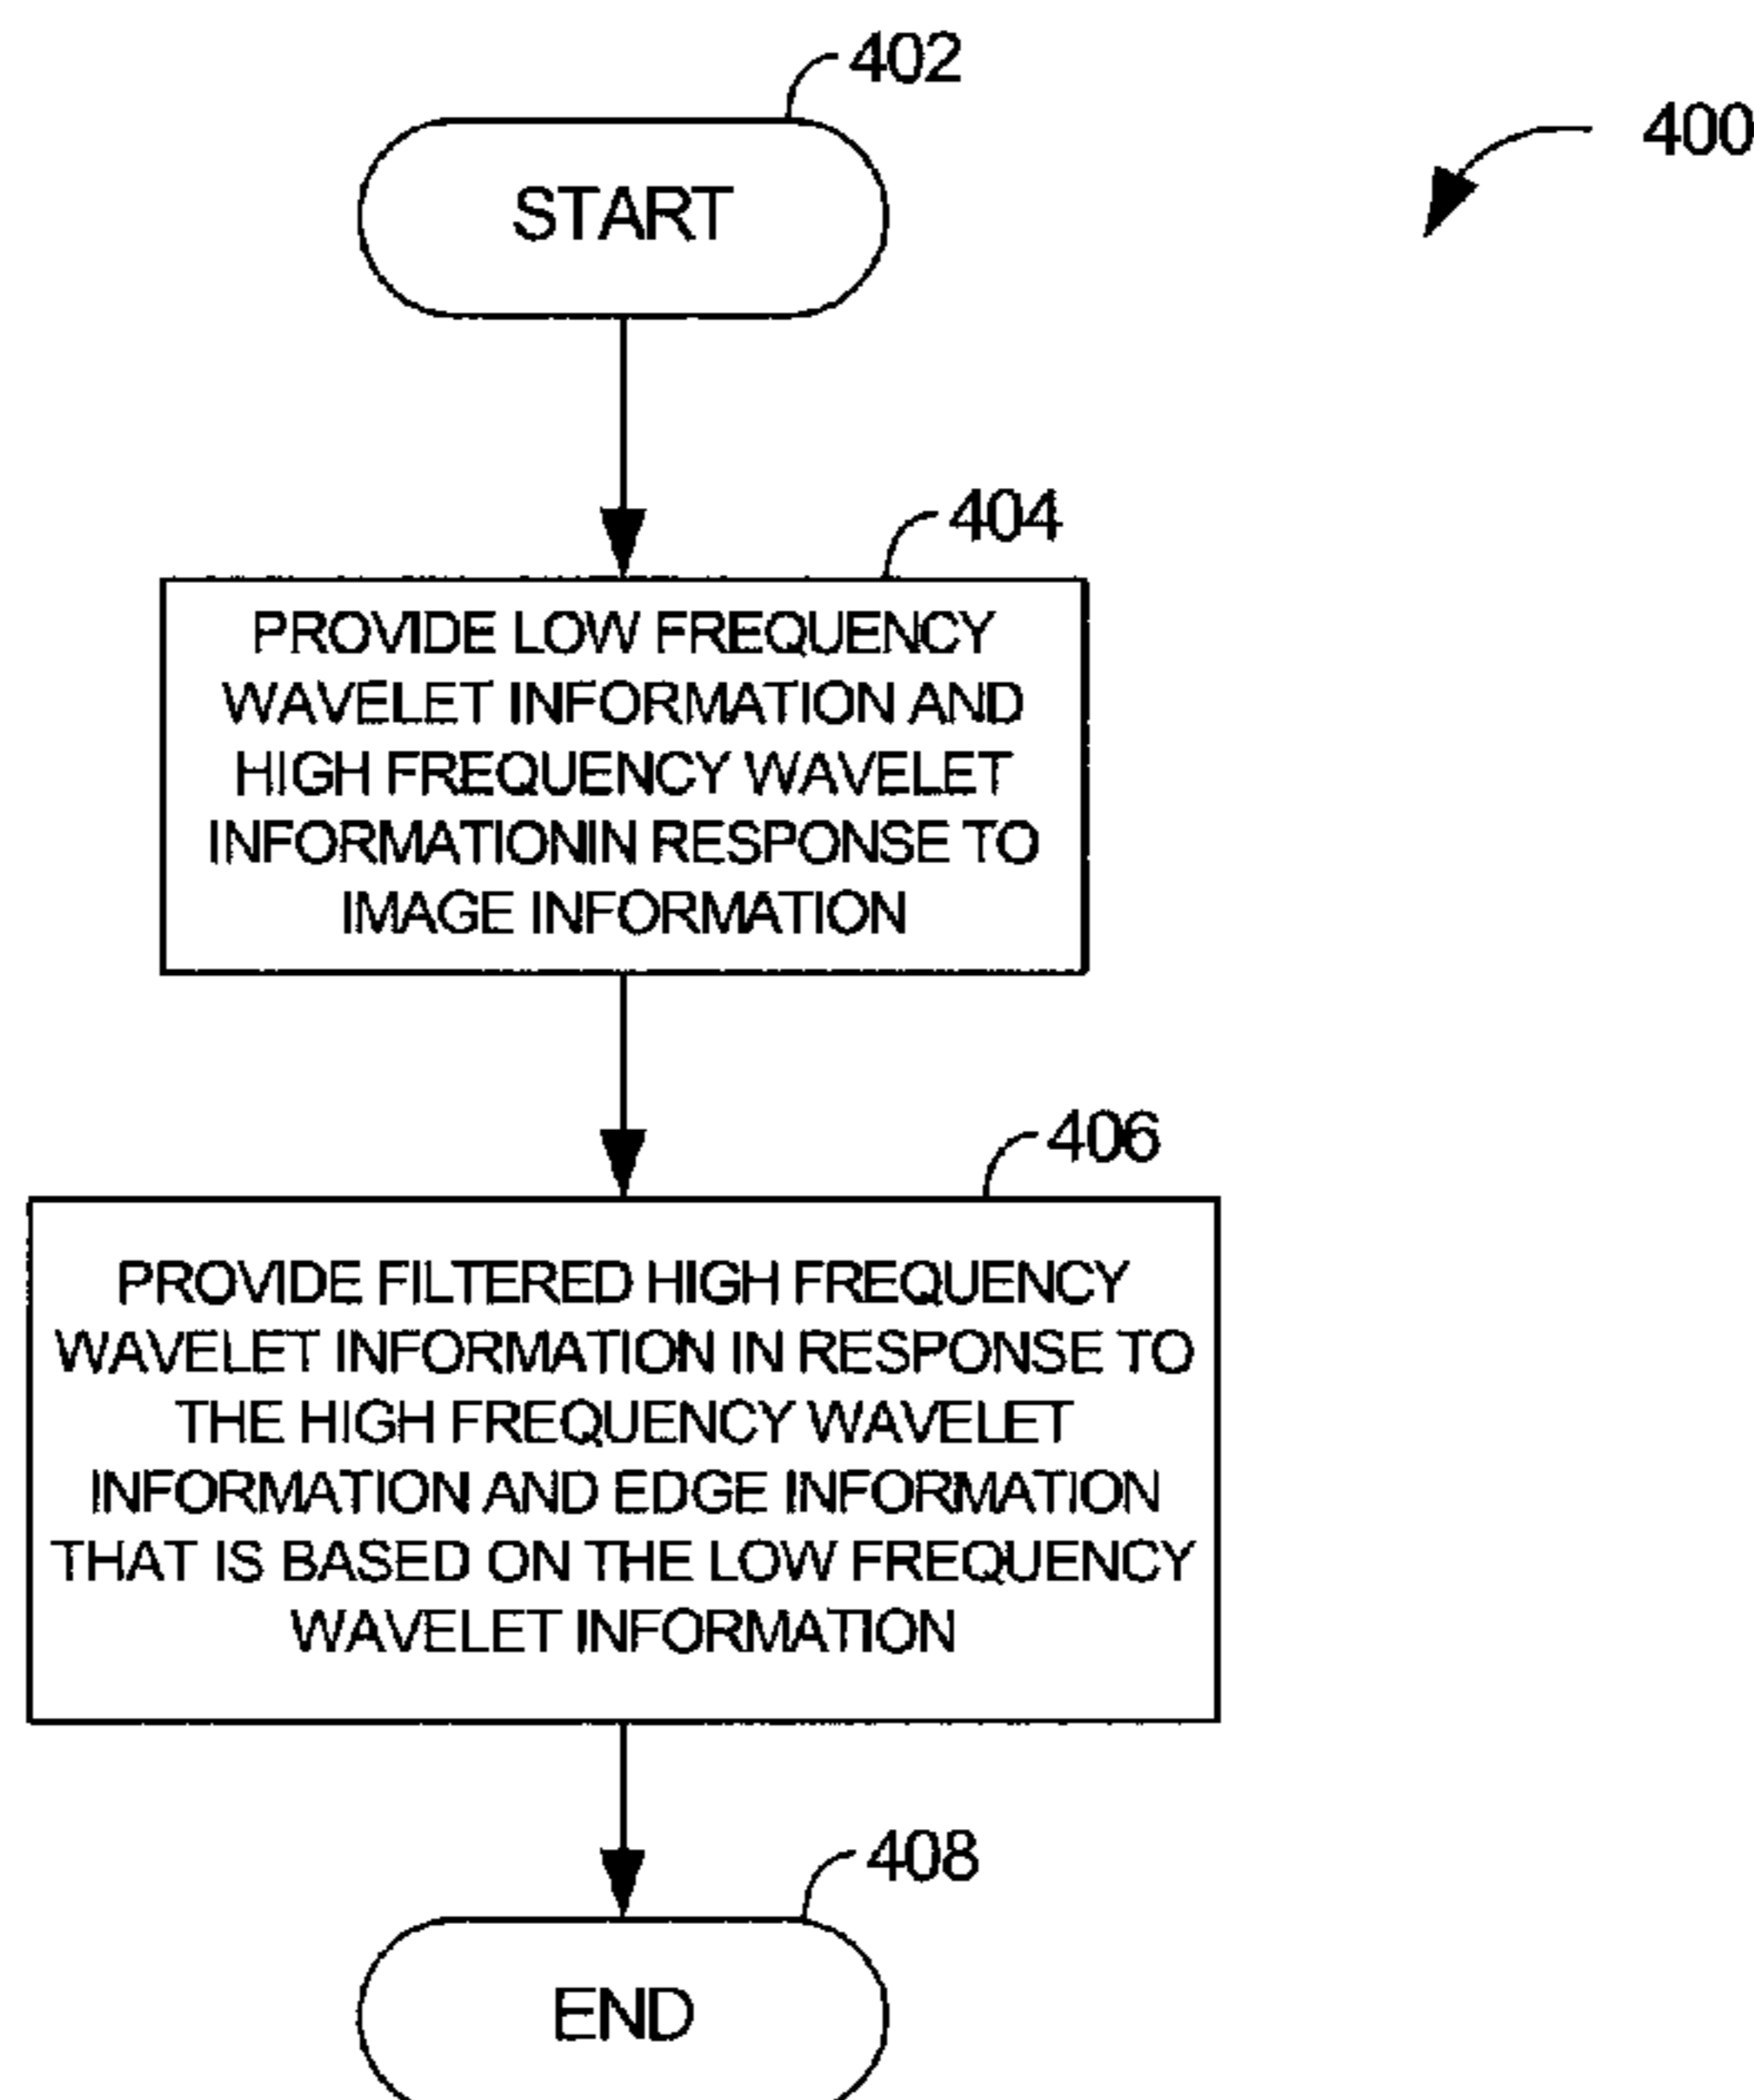 402
400
START
404
PROVIDE LOW FREQUENCY
WAVELET INFORMATION AND
HIGH FREQUENCY WAVELET
INFORMATIONIN RESPONSE TO
IMAGE INFORMATION
406
PROVIDE FILTERED HIGH FREQUENCY
WAVELET INFORMATION IN RESPONSE TO
THE HIGH FREQUENCY WAVELET
INFORMATION AND EDGE INFORMATION
THAT IS BASED ON THE LOW FREQUENCY
WAVELET INFORMATION
408
END